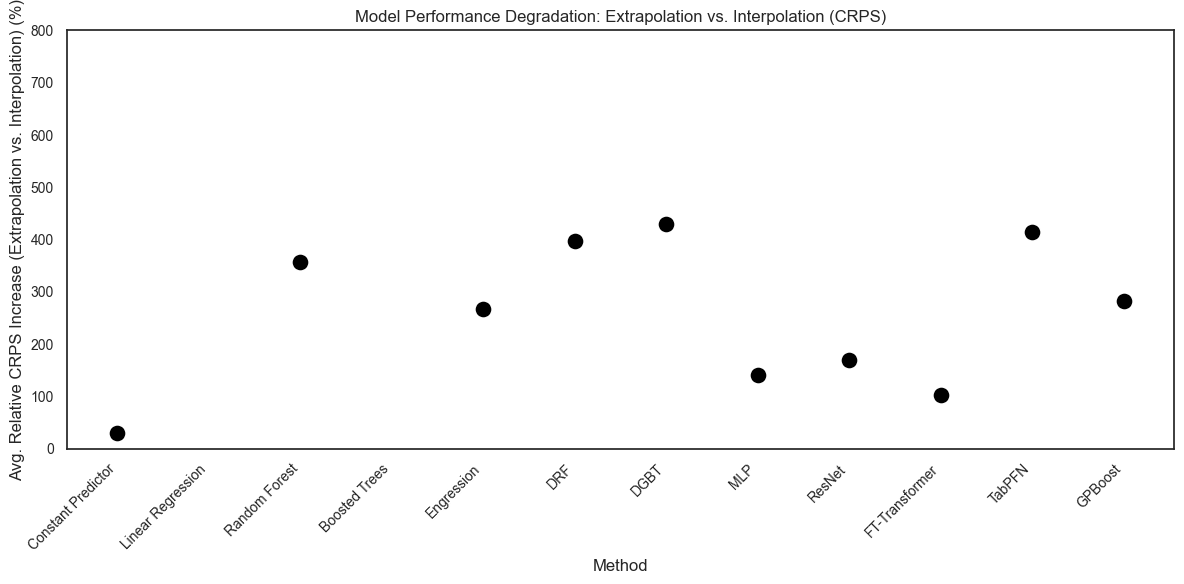 Model Performance Degradation: Extrapolation vs. Interpolation (CRPS)
Avg. Relative CRPS Increase (Extrapolation vs. Interpolation) (%)
800
700
600
500
400
300
200
100
0
Constant Predictor
Linear Regression
Random Forest
Boosted Trees
Engression
DRF
DGBT
MLP
ResNet
FT-Transformer
TabPFN
GPBoost
Method